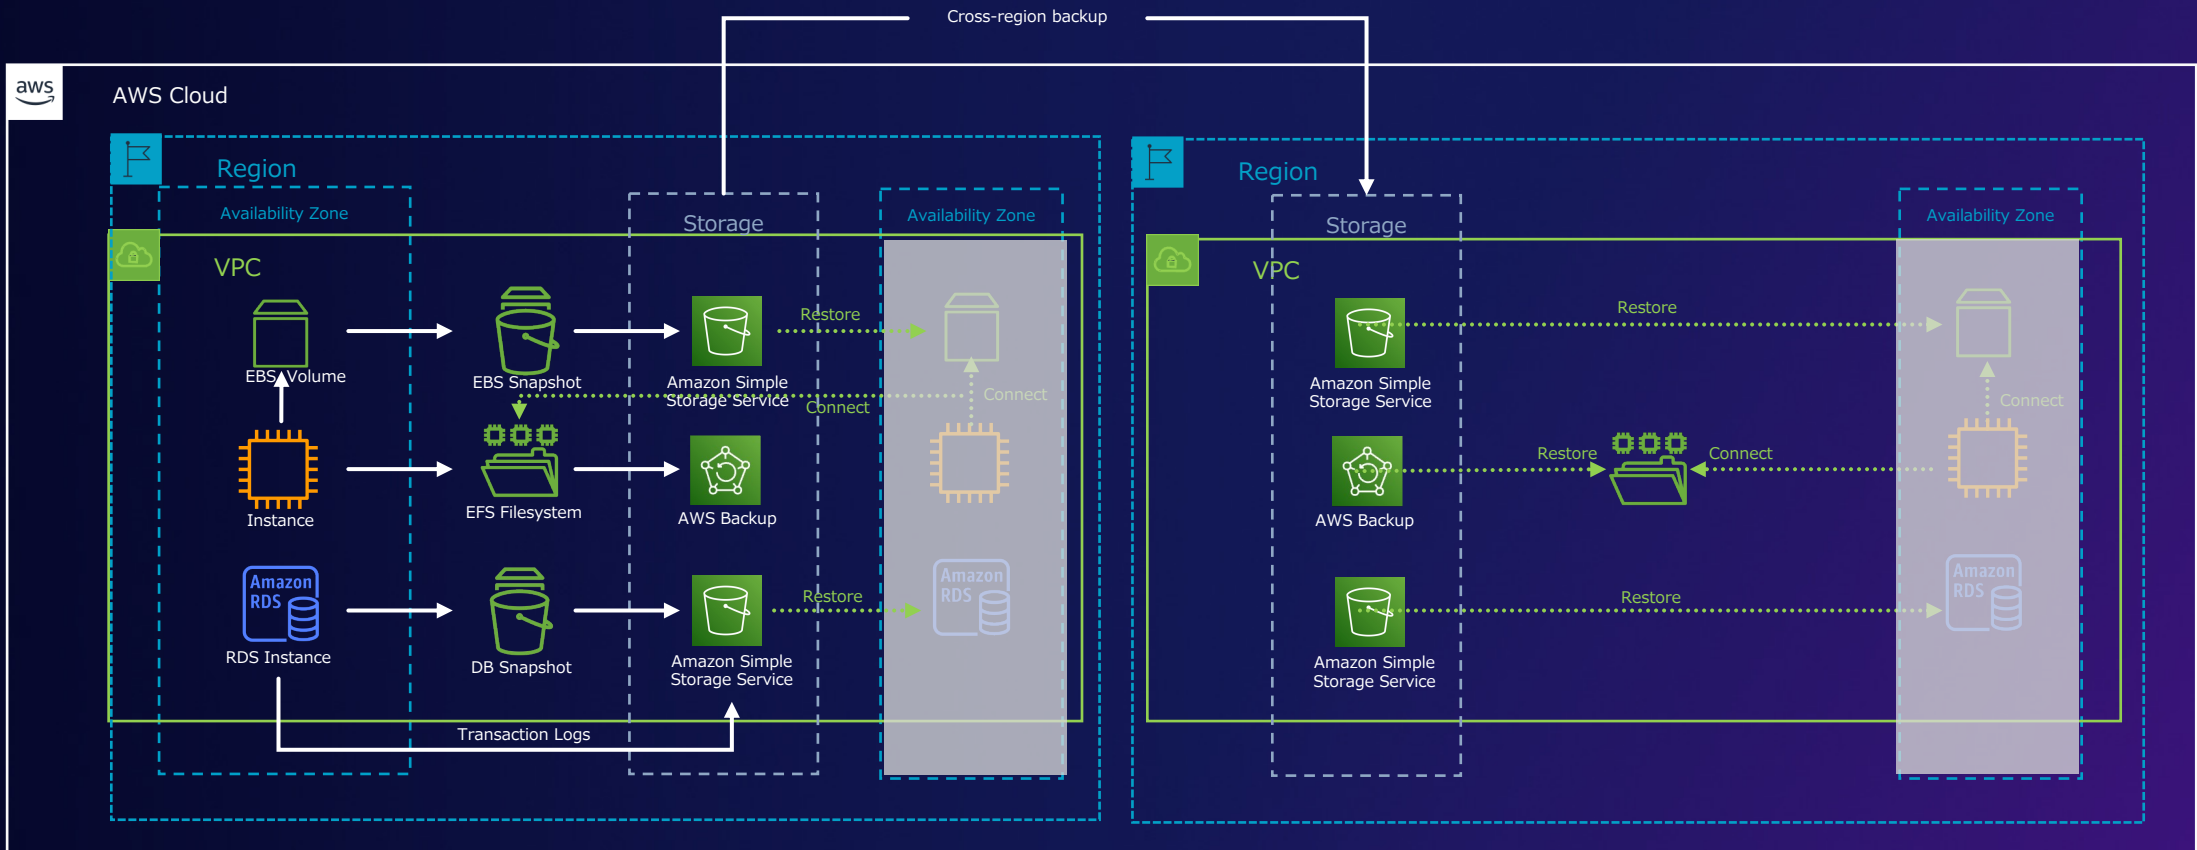 Cross-region backup
aws
AWS Cloud
Region
Availability Zone
VPC
EBS Volume
Instance
Amazon
RDS
RDS Instance
EBS Snapshot
EFS Filesystem
DB Snapshot
Transaction Logs
Storage
Amazon Simple
Storage Service
AWS Backup
Amazon Simple
Storage Service
Restore
Connect
Restore
Availability Zone
Connect
Amazon
RDS
Region
VPC
Storage
Amazon Simple
Storage Service
AWS Backup
Amazon Simple
Storage Service
Restore
Restore
Connect
Restore
Availability Zone
Connect
Amazon
RDS